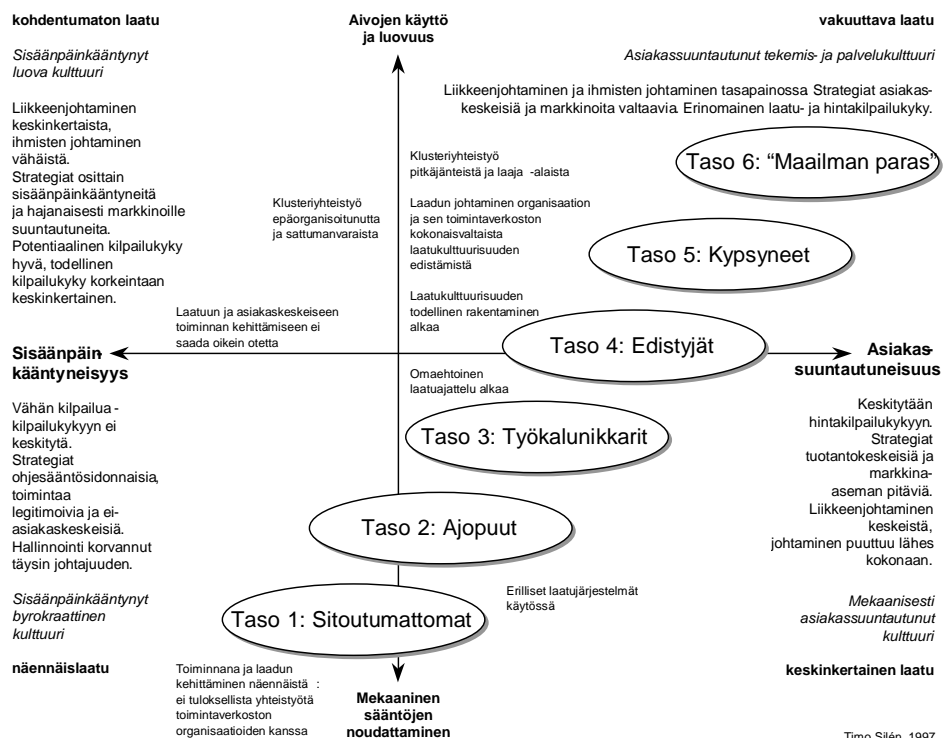 kohdentumaton laatu
Sisäänpäinkääntynyt
luova kulttuuri
Liikkeenjohtaminen
keskinkertaista,
ihmisten johtaminen
vähäistä.
Strategiat osittain
sisäänpäinkääntyneitä
ja hajanaisesti markkinoille
suuntautuneita.
Potentiaalinen kilpailukyky
hyvä, todellinen
kilpailukyky korkeintaan
keskinkertainen.
Aivojen käyttö
ja luovuus
vakuuttava laatu
Asiakassuuntautunut tekemis- ja palvelukulttuuri
Liikkeenjohtaminen ja ihmisten johtaminen tasapainossa. Strategiat asiakas-
keskeisiä ja markkinoita valtaavia. Erinomainen laatu- ja hintakilpailukyky.
Klusteriyhteistyö
epäorganisoitunutta
ja sattumanvaraista
Klusteriyhteistyö
pitkäjänteistä ja laaja -alaista
Laadun johtaminen organisaation
ja sen toimintaverkoston
kokonaisvaltaista
laatukulttuurisuuden
edistämistä
Taso 6: "Maailman paras"
Taso 5: Kypsyneet
Laatuun ja asiakaskeskeiseen
toiminnan kehittämiseen ei
saada oikein otetta
Laatukulttuurisuuden
todellinen rakentaminen
alkaa
Taso 4: Edistyjät
Sisäänpäin-
kääntyneisyys
Asiakas-
suuntautuneisuus
Omaehtoinen
laatuajattelu alkaa
Taso 3: Työkalunikkarit
Taso 2: Ajopuut
Taso 1: Sitoutumattomat
Erilliset laatujärjestelmät
käytössä
Vähän kilpailua -
kilpailukykyyn ei
keskitytä.
Strategiat
ohjesääntösidonnaisia,
toimintaa
legitimoivia ja ei-
asiakaskeskeisiä.
Hallinnointi korvannut
täysin johtajuuden.
Sisäänpäinkääntynyt
byrokraattinen
kulttuuri
näennäislaatu
Toiminnana ja laadun
kehittäminen näennäistä :
ei tuloksellista yhteistyötä
toimintaverkoston
organisaatioiden kanssa
Mekaaninen
sääntöjen
noudattaminen
Keskitytään
hintakilpailukykyyn.
Strategiat
tuotantokeskeisiä ja
markkina-
aseman pitäviä.
Liikkeenjohtaminen
keskeistä,
johtaminen puuttuu lähes
kokonaan.
Mekaanisesti
asiakassuuntautunut
kulttuuri
keskinkertainen laatu
Timo Silén, 1997